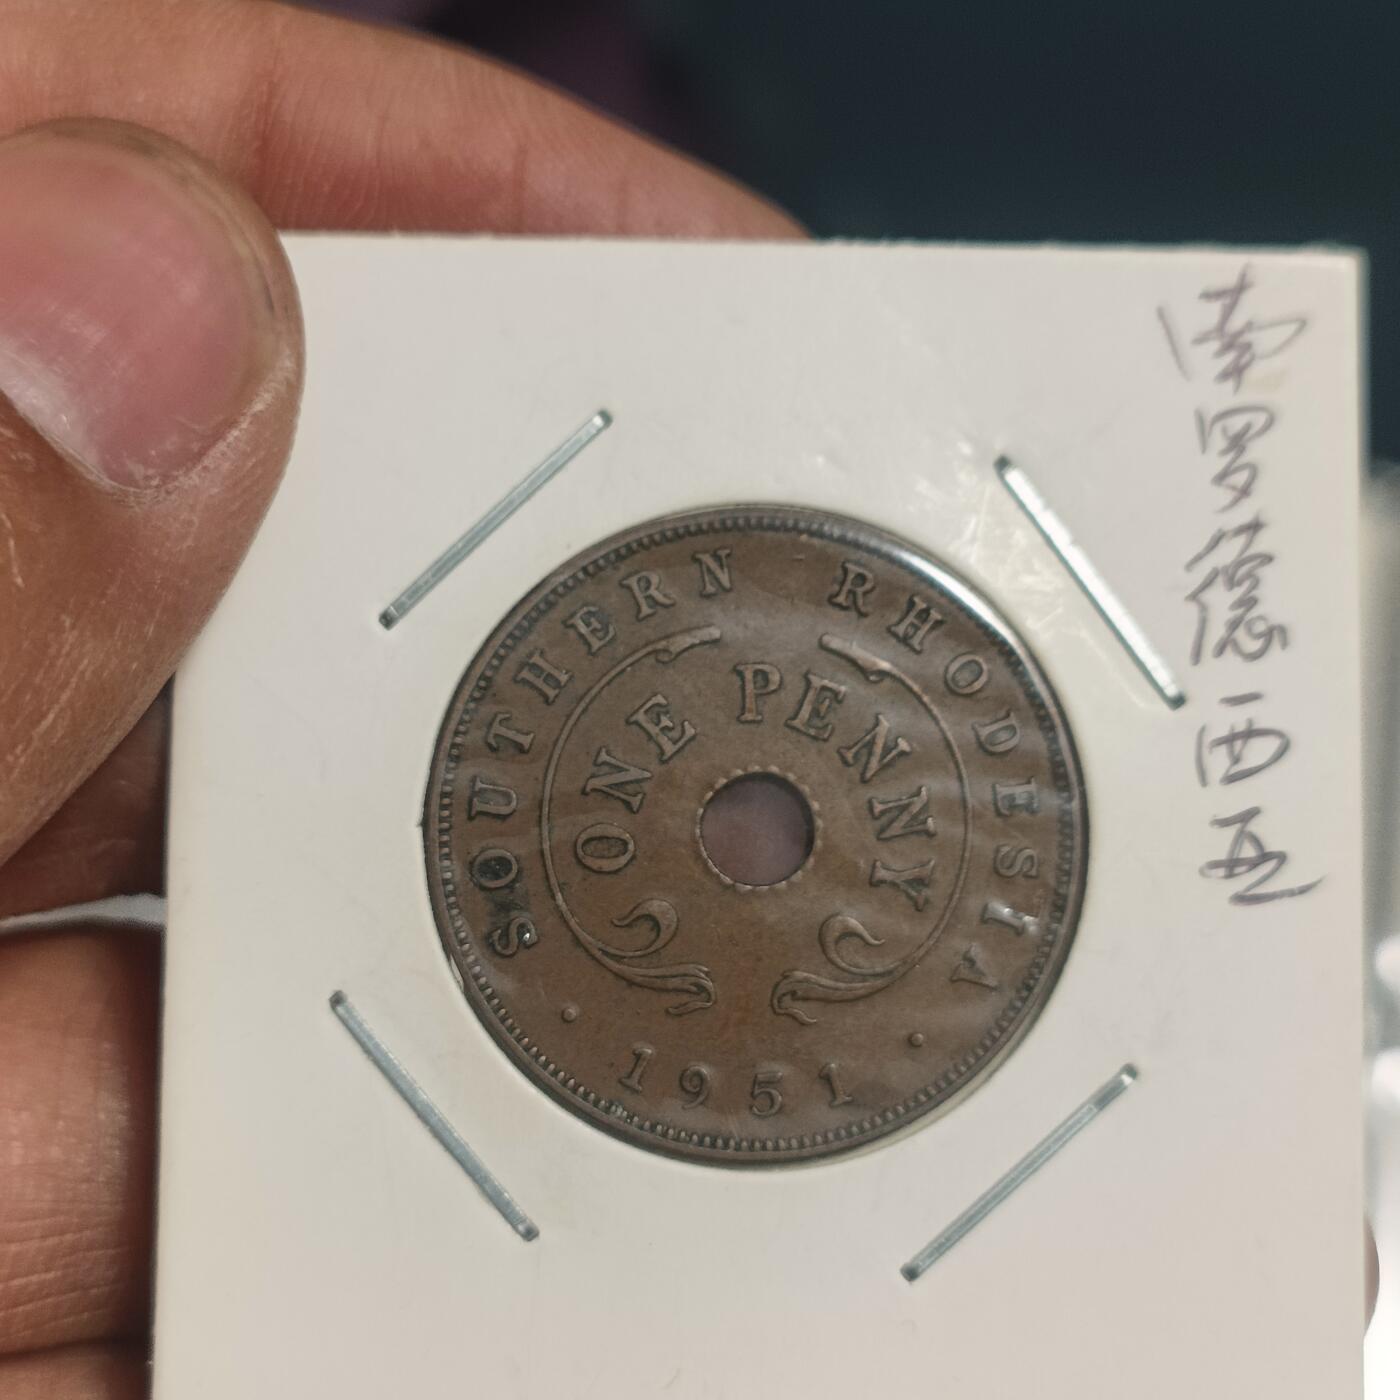 SOUTHERN RHODESIA
ONE PENNY
· 1951 ·
南罗德西亚